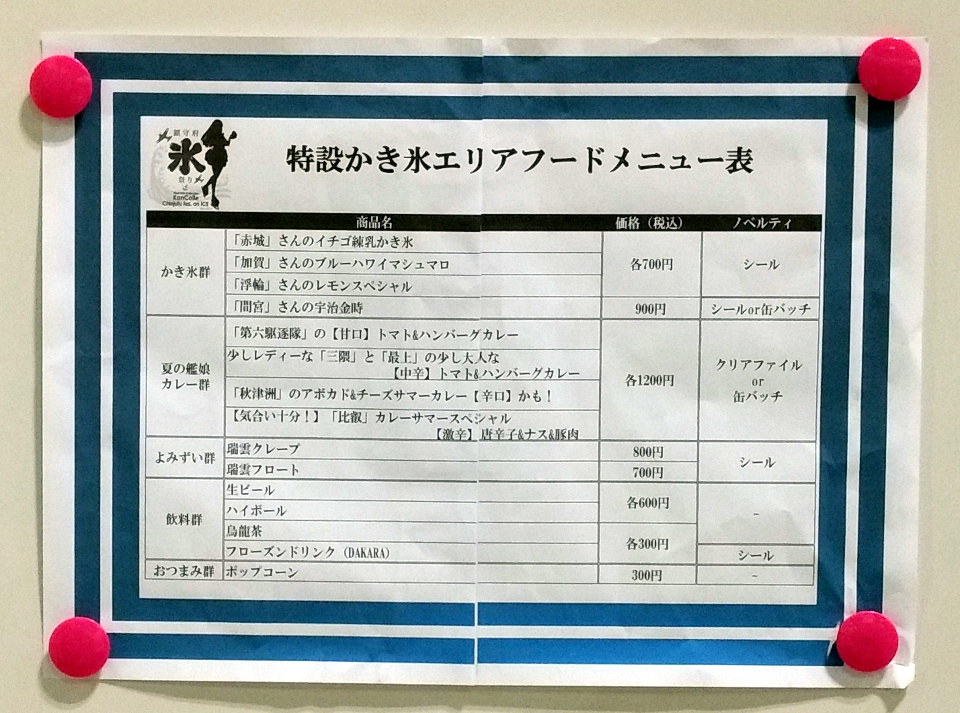 鎮守府
氷
祭り
KanColle
Chinjufu Fes. on ICE
特設かき氷エリアフードメニュー表
商品名 価格（税込） ノベルティ
かき氷群
「赤城」さんのイチゴ練乳かき氷
「加賀」さんのブルーハワイマシュマロ
「浮輪」さんのレモンスペシャル
各700円 シール
「間宮」さんの宇治金時 900円 シールor缶バッチ
夏の艦娘
カレー群
「第六駆逐隊」の【甘口】トマト&ハンバーグカレー
少しレディーな「三隈」と「最上」の少し大人な
【中辛】トマト&ハンバーグカレー
「秋津洲」のアボカド&チーズサマーカレー【辛口】かも！
【気合い十分！】「比叡」カレーサマースペシャル
【激辛】唐辛子&ナス&豚肉
各1200円
クリアファイル
or
缶バッチ
よみずい群
瑞雲クレープ 800円
瑞雲フロート 700円
シール
飲料群
生ビール
ハイボール
各600円
烏龍茶
フローズンドリンク（DAKARA）
各300円
－
シール
おつまみ群 ポップコーン 300円 －